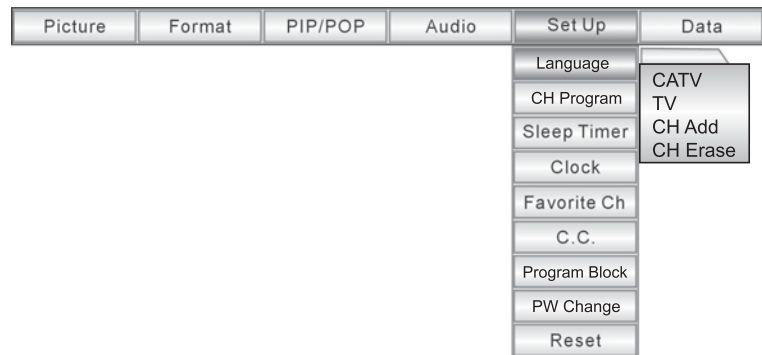 Picture Format PIP/POP Audio Set Up Data
Language
CH Program
Sleep Timer
Clock
Favorite Ch
C.C.
Program Block
PW Change
Reset
CATV
TV
CH Add
CH Erase